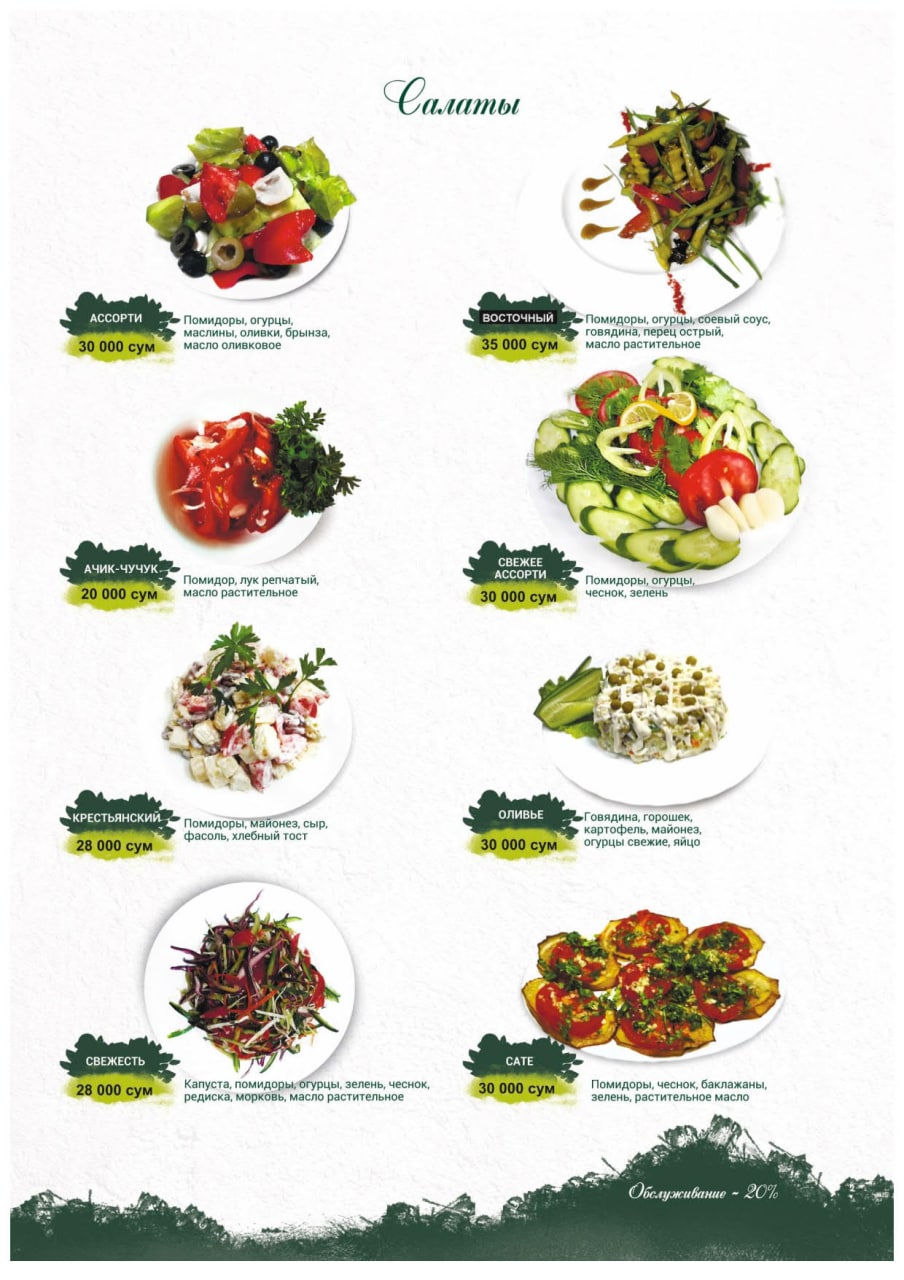 Салаты
АССОРТИ
30 000 сум
Помидоры, огурцы,
маслины, оливки, брынза,
масло оливковое
ВОСТОЧНЫЙ
35 000 сум
Помидоры, огурцы, соевый соус,
говядина, перец острый,
масло растительное
АЧИК-ЧУЧУК
20 000 сум
Помидор, лук репчатый,
масло растительное
СВЕЖЕЕ
АССОРТИ
30 000 сум
Помидоры, огурцы,
чеснок, зелень
КРЕСТЬЯНСКИЙ
28 000 сум
Помидоры, майонез, сыр,
фасоль, хлебный тост
ОЛИВЬЕ
30 000 сум
Говядина, горошек,
картофель, майонез,
огурцы свежие, яйцо
СВЕЖЕСТЬ
28 000 сум
Капуста, помидоры, огурцы, зелень, чеснок,
редиска, морковь, масло растительное
САТЕ
30 000 сум
Помидоры, чеснок, баклажаны,
зелень, растительное масло
Обслуживание ~ 20%